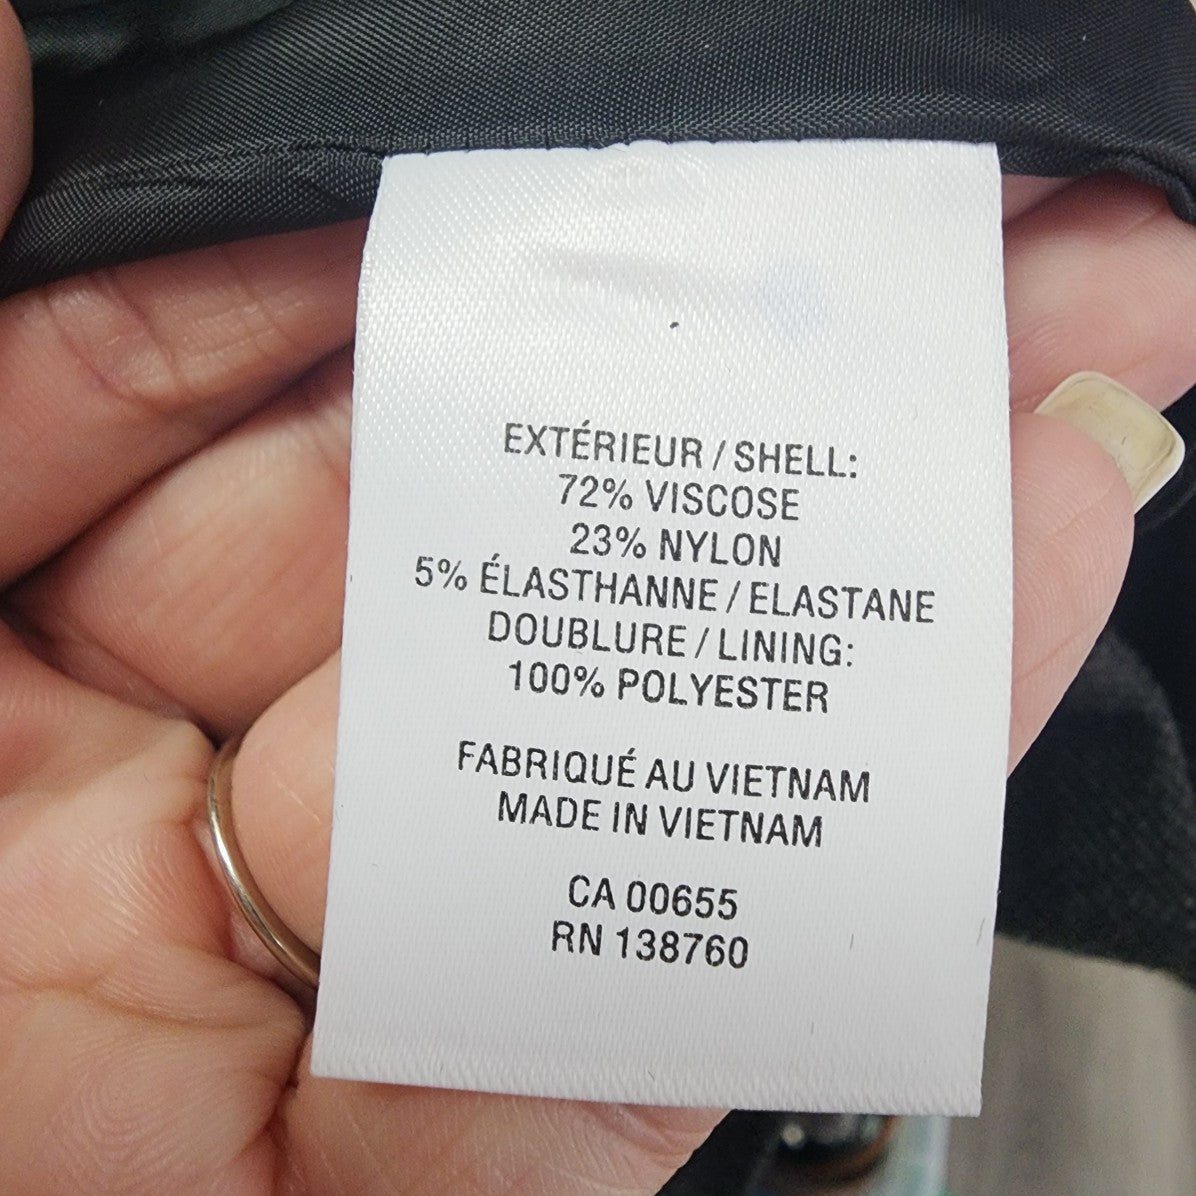 EXTÉRIEUR / SHELL:
72% VISCOSE
23% NYLON
5% ÉLASTHANNE / ELASTANE
DOUBLURE / LINING:
100% POLYESTER
FABRIQUÉ AU VIETNAM
MADE IN VIETNAM
CA 00655
RN 138760